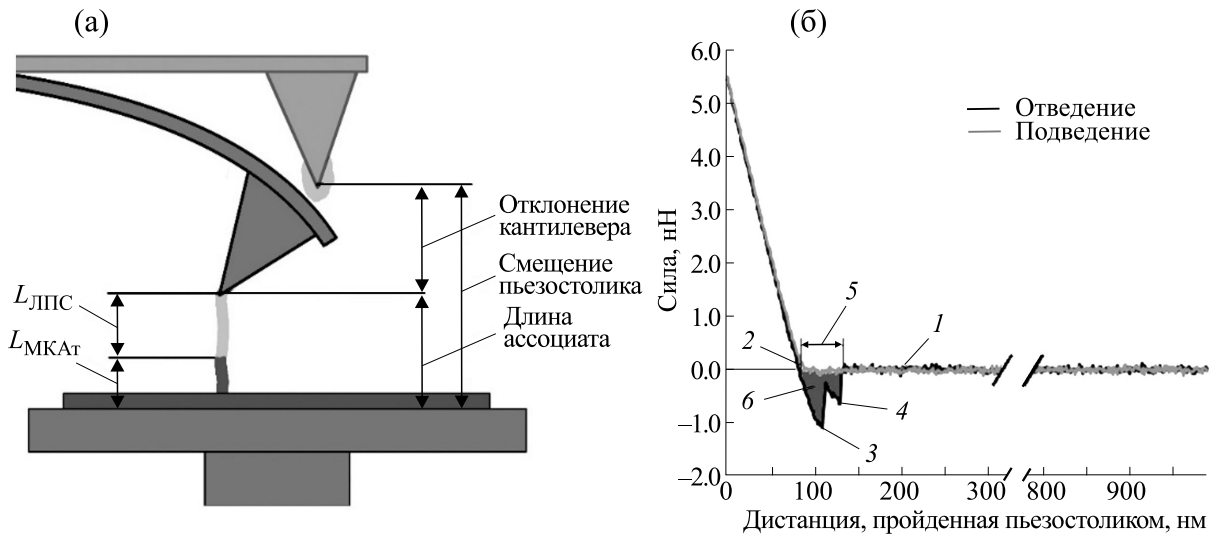 (а)
Отклонение
кантилевера
Смещение
пьезостолика
Длина
ассоциата
LЛПС
LМКАт
(б)
Сила, нН
6.0
5.0
4.0
3.0
2.0
1.0
0.0
–1.0
–2.0
Отведение
Подведение
5
1
2
6
4
3
0
100
200
300
800
900
Дистанция, пройденная пьезостоликом, нм